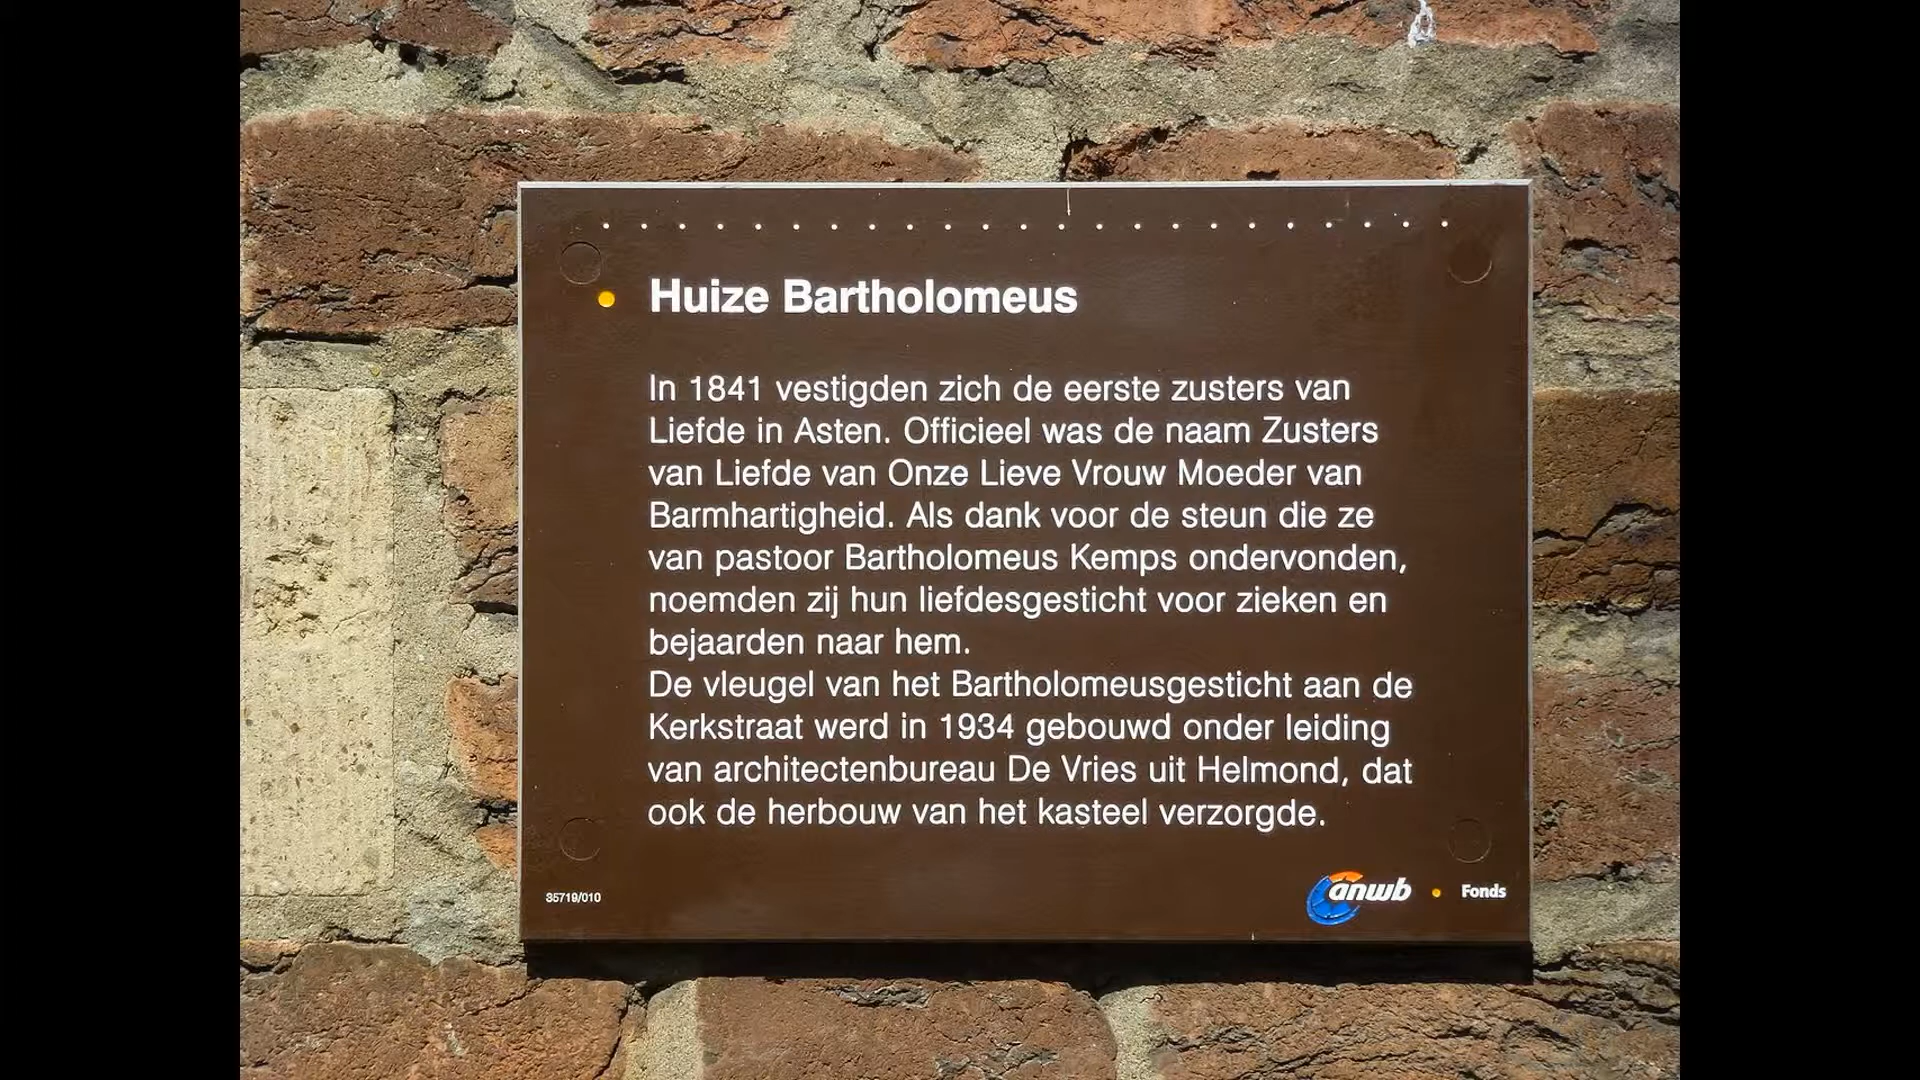 Huize Bartholomeus
In 1841 vestigden zich de eerste zusters van
Liefde in Asten. Officieel was de naam Zusters
van Liefde van Onze Lieve Vrouw Moeder van
Barmhartigheid. Als dank voor de steun die ze
van pastoor Bartholomeus Kemps ondervonden,
noemden zij hun liefdesgesticht voor zieken en
bejaarden naar hem.
De vleugel van het Bartholomeusgesticht aan de
Kerkstraat werd in 1934 gebouwd onder leiding
van architectenbureau De Vries uit Helmond, dat
ook de herbouw van het kasteel verzorgde.
35719/010
anwb • Fonds